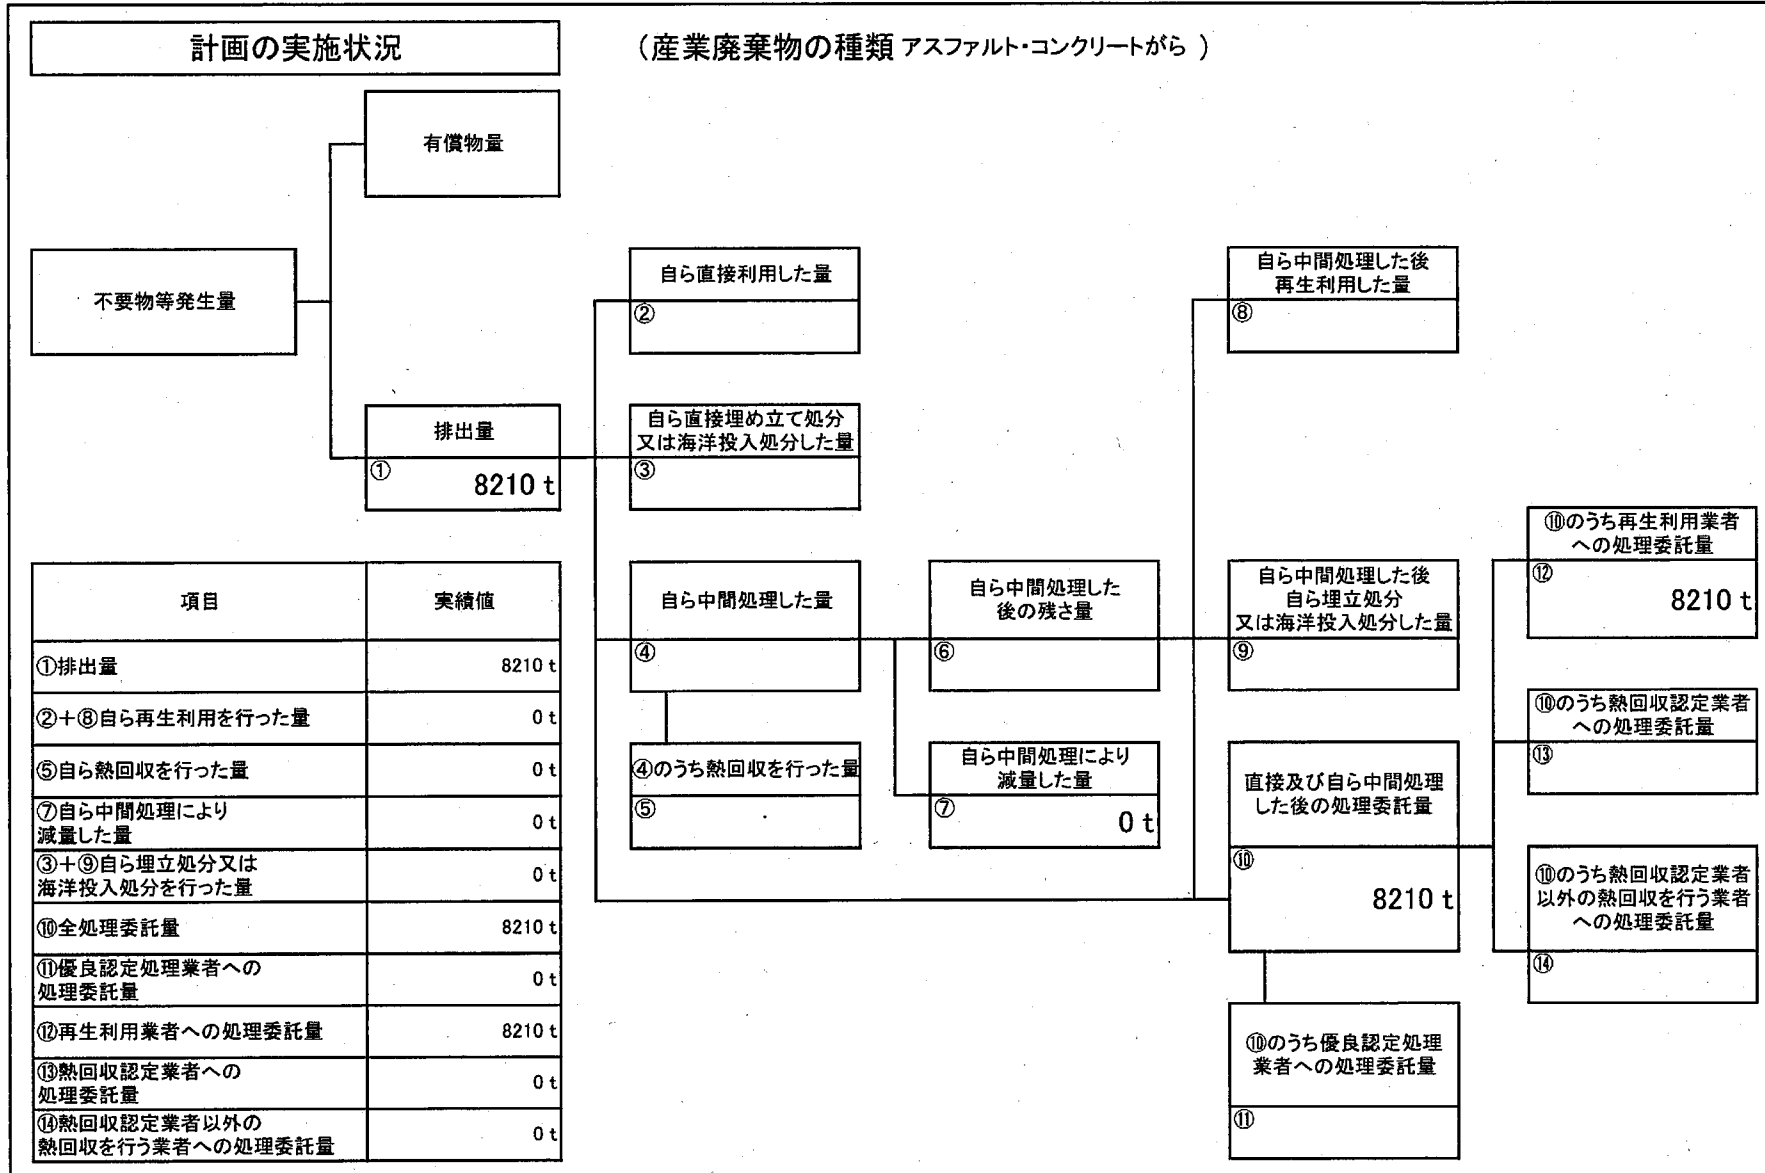 計画の実施状況
(産業廃棄物の種類 アスファルト・コンクリートがら )
有償物量
不要物等発生量
排出量
①
8210 t
自ら直接利用した量
②
自ら直接埋め立て処分
又は海洋投入処分した量
③
自ら中間処理した後
再生利用した量
⑧
自ら中間処理した量
④
自ら中間処理した
後の残さ量
⑥
自ら中間処理した後
自ら埋立処分
又は海洋投入処分した量
⑨
⑩のうち再生利用業者
への処理委託量
⑫
8210 t
④のうち熱回収を行った量
⑤
自ら中間処理により
減量した量
⑦
0 t
直接及び自ら中間処理
した後の処理委託量
⑩
8210 t
⑩のうち熱回収認定業者
への処理委託量
⑬
⑩のうち熱回収認定業者
以外の熱回収を行う業者
への処理委託量
⑭
⑩のうち優良認定処理
業者への処理委託量
⑪
項目 実績値
①排出量 8210 t
②+⑧自ら再生利用を行った量 0 t
⑤自ら熱回収を行った量 0 t
⑦自ら中間処理により
減量した量 0 t
③+⑨自ら埋立処分又は
海洋投入処分を行った量 0 t
⑩全処理委託量 8210 t
⑪優良認定処理業者への
処理委託量 0 t
⑫再生利用業者への処理委託量 8210 t
⑬熱回収認定業者への
処理委託量 0 t
⑭熱回収認定業者以外の
熱回収を行う業者への処理委託量 0 t